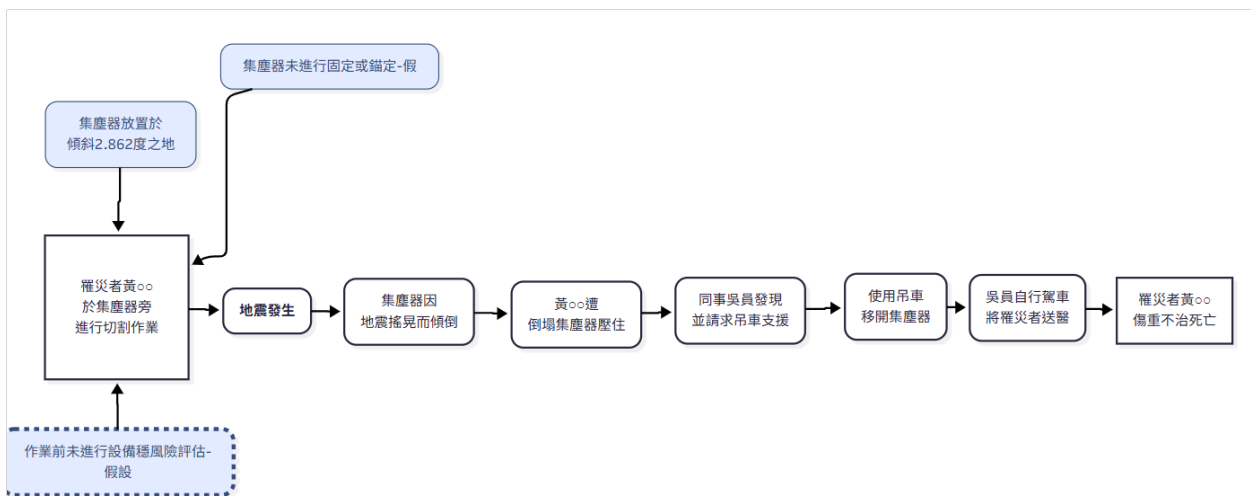 集塵器未進行固定或錨定-假
集塵器放置於
傾斜2.862度之地
罹災者黃○○
於集塵器旁
進行切割作業
地震發生
集塵器因
地震搖晃而傾倒
黃○○遭
倒塌集塵器壓住
同事吳員發現
並請求吊車支援
使用吊車
移開集塵器
吳員自行駕車
將罹災者送醫
罹災者黃○○
傷重不治死亡
作業前未進行設備穩風險評估-
假設